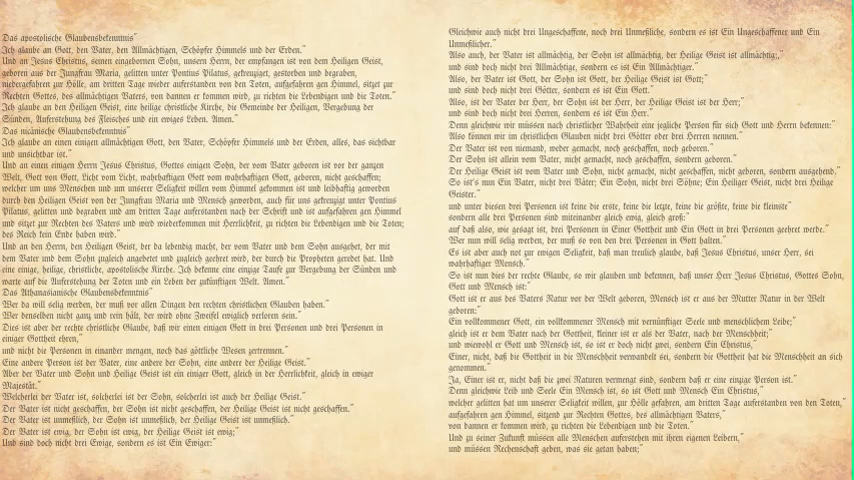 Das apostolische Glaubensbekenntnis"
Ich glaube an Gott, den Vater, den Allmächtigen, Schöpfer Himmels und der Erden."
Und an Jesus Christus, seinen eingebornen Sohn, unsern Herrn, der empfangen ist von dem Heiligen Geist,
geboren aus der Jungfrau Maria, gelitten unter Pontius Pilatus, gekreuziget, gestorben und begraben,
niedergefahren zur Hölle, am dritten Tage wieder auferstanden von den Toten, aufgefahren gen Himmel, sitzet zur
Rechten Gottes, des allmächtigen Vaters, von dannen er kommen wird, zu richten die Lebendigen und die Toten."
Ich glaube an den Heiligen Geist, eine heilige christliche Kirche, die Gemeinde der Heiligen, Vergebung der
Sünden, Auferstehung des Fleisches und ein ewiges Leben. Amen."
Das nicänische Glaubensbekenntnis"
Ich glaube an einen einigen allmächtigen Gott, den Vater, Schöpfer Himmels und der Erden, alles, das sichtbar
und unsichtbar ist."
Und an einen einigen Herrn Jesus Christus, Gottes einigen Sohn, der vom Vater geboren ist vor der ganzen
Welt, Gott von Gott, Licht vom Licht, wahrhaftigen Gott vom wahrhaftigen Gott, geboren, nicht geschaffen;
welcher um uns Menschen und um unserer Seligkeit willen vom Himmel gekommen ist und leibhaftig geworden
durch den Heiligen Geist von der Jungfrau Maria und Mensch geworden, auch für uns gekreuzigt unter Pontius
Pilatus, gelitten und begraben und am dritten Tage auferstanden nach der Schrift und ist aufgefahren gen Himmel
und sitzet zur Rechten des Vaters und wird wiederkommen mit Herrlichkeit, zu richten die Lebendigen und die Toten;
des Reich kein Ende haben wird."
Und an den Herrn, den Heiligen Geist, der da lebendig macht, der vom Vater und dem Sohn ausgehet, der mit
dem Vater und dem Sohn zugleich angebetet und zugleich geehret wird, der durch die Propheten geredet hat. Und
eine einige, heilige, christliche, apostolische Kirche. Ich bekenne eine einige Taufe zur Vergebung der Sünden und
warte auf die Auferstehung der Toten und ein Leben der zukünftigen Welt. Amen."
Das Athanasianische Glaubensbekenntnis"
Wer da will selig werden, der muß vor allen Dingen den rechten christlichen Glauben haben."
Wer denselben nicht ganz und rein hält, der wird ohne Zweifel ewiglich verloren sein."
Dies ist aber der rechte christliche Glaube, daß wir einen einigen Gott in drei Personen und drei Personen in
einiger Gottheit ehren,"
und nicht die Personen in einander mengen, noch das göttliche Wesen zertrennen."
Eine andere Person ist der Vater, eine andere der Sohn, eine andere der Heilige Geist."
Aber der Vater und Sohn und Heilige Geist ist ein einiger Gott, gleich in der Herrlichkeit, gleich in ewiger
Majestät."
Welcherlei der Vater ist, solcherlei ist der Sohn, solcherlei ist auch der Heilige Geist."
Der Vater ist nicht geschaffen, der Sohn ist nicht geschaffen, der Heilige Geist ist nicht geschaffen."
Der Vater ist unmeßlich, der Sohn ist unmeßlich, der Heilige Geist ist unmeßlich."
Der Vater ist ewig, der Sohn ist ewig, der Heilige Geist ist ewig;"
Und sind doch nicht drei Ewige, sondern es ist Ein Ewiger:"
Gleichwie auch nicht drei Ungeschaffene, noch drei Unmeßliche, sondern es ist Ein Ungeschaffener und Ein
Unmeßlicher."
Also auch, der Vater ist allmächtig, der Sohn ist allmächtig, der Heilige Geist ist allmächtig;,"
und sind doch nicht drei Allmächtige, sondern es ist Ein Allmächtiger."
Also, der Vater ist Gott, der Sohn ist Gott, der Heilige Geist ist Gott;"
und sind doch nicht drei Götter, sondern es ist Ein Gott."
Also, ist der Vater der Herr, der Sohn ist der Herr, der Heilige Geist ist der Herr;"
und sind doch nicht drei Herren, sondern es ist Ein Herr."
Denn gleichwie wir müssen nach christlicher Wahrheit eine jegliche Person für sich Gott und Herrn bekennen:"
Also können wir im christlichen Glauben nicht drei Götter oder drei Herren nennen."
Der Vater ist von niemand, weder gemacht, noch geschaffen, noch geboren."
Der Sohn ist allein vom Vater, nicht gemacht, noch geschaffen, sondern geboren."
Der Heilige Geist ist vom Vater und Sohn, nicht gemacht, nicht geschaffen, nicht geboren, sondern ausgehend."
So ist's nun Ein Vater, nicht drei Väter; Ein Sohn, nicht drei Söhne; Ein Heiliger Geist, nicht drei Heilige
Geister."
und unter diesen drei Personen ist keine die erste, keine die letzte, keine die größte, keine die kleinste"
sondern alle drei Personen sind miteinander gleich ewig, gleich groß:"
auf daß also, wie gesagt ist, drei Personen in Einer Gottheit und Ein Gott in drei Personen geehret werde."
Wer nun will selig werden, der muß so von den drei Personen in Gott halten."
Es ist aber auch not zur ewigen Seligkeit, daß man treulich glaube, daß Jesus Christus, unser Herr, sei
wahrhaftiger Mensch."
So ist nun dies der rechte Glaube, so wir glauben und bekennen, daß unser Herr Jesus Christus, Gottes Sohn,
Gott und Mensch ist:"
Gott ist er aus des Vaters Natur vor der Welt geboren, Mensch ist er aus der Mutter Natur in der Welt
geboren:"
Ein vollkommener Gott, ein vollkommener Mensch mit vernünftiger Seele und menschlichem Leibe;"
gleich ist er dem Vater nach der Gottheit, kleiner ist er als der Vater, nach der Menschheit;"
und wiewohl er Gott und Mensch ist, so ist er doch nicht zwei, sondern Ein Christus,"
Einer, nicht, daß die Gottheit in die Menschheit verwandelt sei, sondern die Gottheit hat die Menschheit an sich
genommen."
Ja, Einer ist er, nicht daß die zwei Naturen vermengt sind, sondern daß er eine einzige Person ist."
Denn gleichwie Leib und Seele Ein Mensch ist, so ist Gott und Mensch Ein Christus,"
welcher gelitten hat um unserer Seligkeit willen, zur Hölle gefahren, am dritten Tage auferstanden von den Toten,"
aufgefahren gen Himmel, sitzend zur Rechten Gottes, des allmächtigen Vaters,"
von dannen er kommen wird, zu richten die Lebendigen und die Toten."
Und zu seiner Zukunft müssen alle Menschen auferstehen mit ihren eigenen Leibern,"
und müssen Rechenschaft geben, was sie getan haben;"